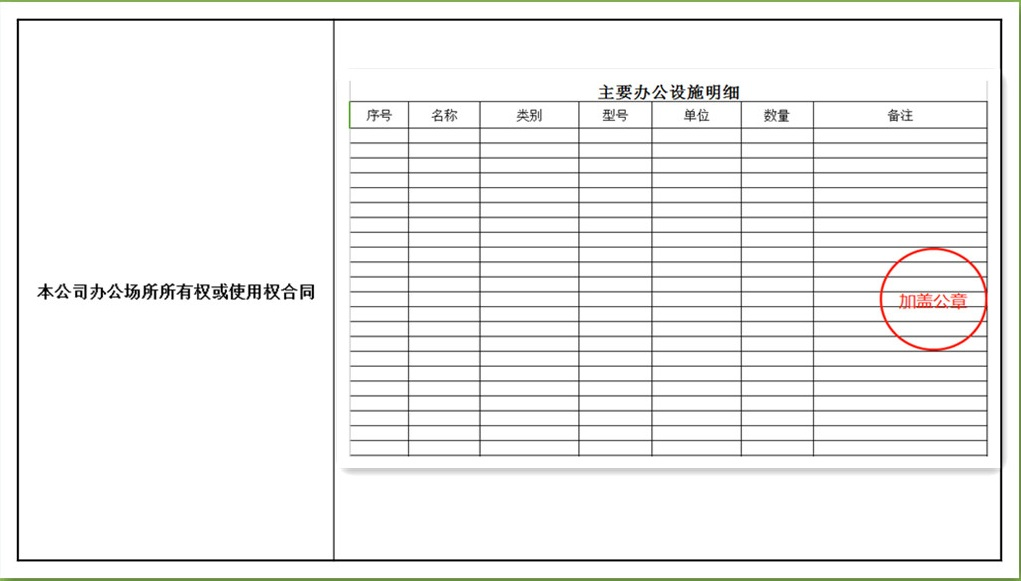 本公司办公场所所有权或使用权合同
主要办公设施明细
序号 名称 类别 型号 单位 数量 备注
加盖公章